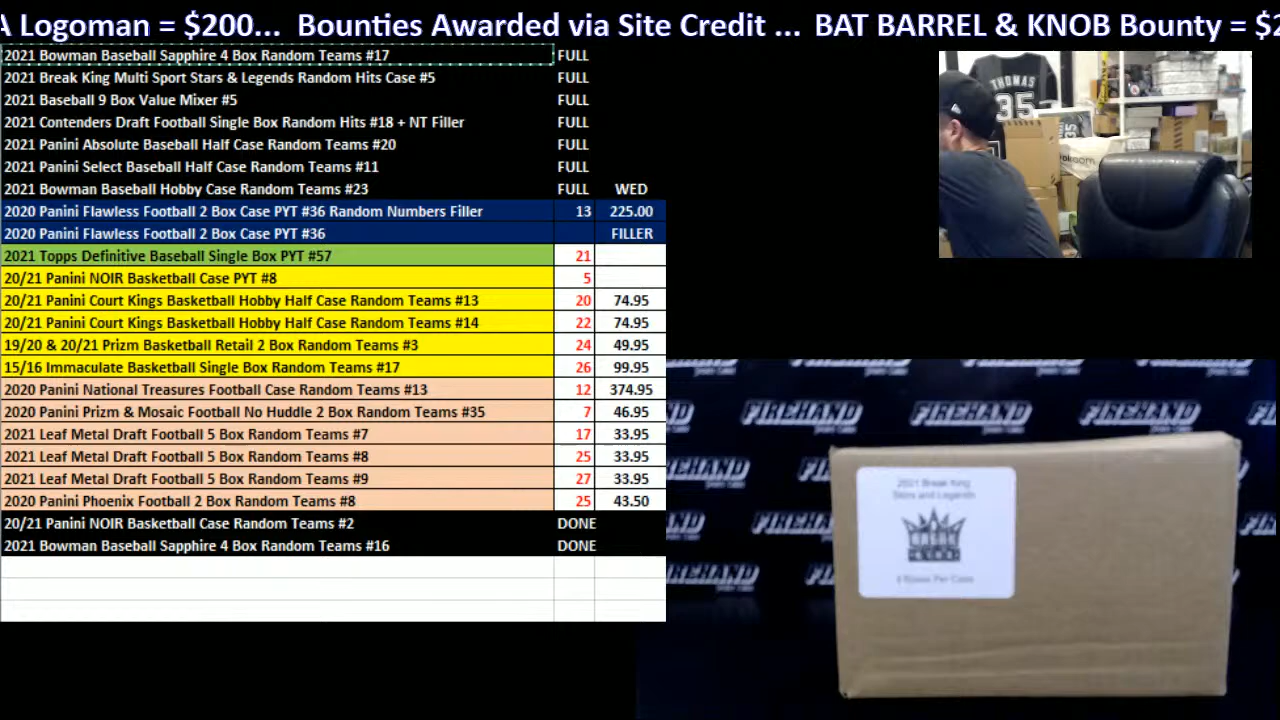 A Logoman = $200... Bounties Awarded via Site Credit ... BAT BARREL & KNOB Bounty = $2
2021 Bowman Baseball Sapphire 4 Box Random Teams #17 FULL
2021 Break King Multi Sport Stars & Legends Random Hits Case #5 FULL
2021 Baseball 9 Box Value Mixer #5 FULL
2021 Contenders Draft Football Single Box Random Hits #18 + NT Filler FULL
2021 Panini Absolute Baseball Half Case Random Teams #20 FULL
2021 Panini Select Baseball Half Case Random Teams #11 FULL
2021 Bowman Baseball Hobby Case Random Teams #23 FULL WED
2020 Panini Flawless Football 2 Box Case PYT #36 Random Numbers Filler 13 225.00
2020 Panini Flawless Football 2 Box Case PYT #36 FILLER
2021 Topps Definitive Baseball Single Box PYT #57 21
20/21 Panini NOIR Basketball Case PYT #8 5
20/21 Panini Court Kings Basketball Hobby Half Case Random Teams #13 20 74.95
20/21 Panini Court Kings Basketball Hobby Half Case Random Teams #14 22 74.95
19/20 & 20/21 Prizm Basketball Retail 2 Box Random Teams #3 24 49.95
15/16 Immaculate Basketball Single Box Random Teams #17 26 99.95
2020 Panini National Treasures Football Case Random Teams #13 12 374.95
2020 Panini Prizm & Mosaic Football No Huddle 2 Box Random Teams #35 7 46.95
2021 Leaf Metal Draft Football 5 Box Random Teams #7 17 33.95
2021 Leaf Metal Draft Football 5 Box Random Teams #8 25 33.95
2021 Leaf Metal Draft Football 5 Box Random Teams #9 27 33.95
2020 Panini Phoenix Football 2 Box Random Teams #8 25 43.50
20/21 Panini NOIR Basketball Case Random Teams #2 DONE
2021 Bowman Baseball Sapphire 4 Box Random Teams #16 DONE
THOMAS
35
FIREHAND FIREHAND FIREHAND
2021 Break King
Stars and Legends